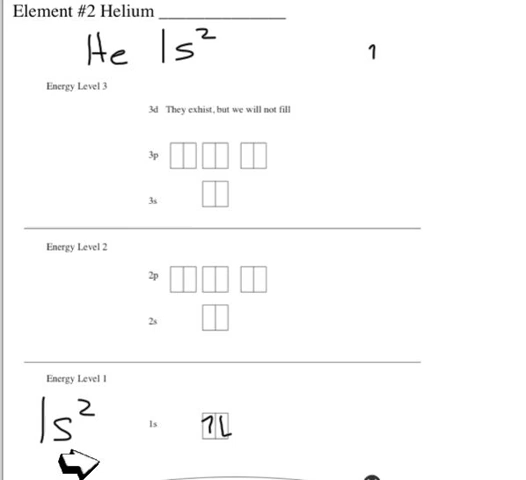 Element #2 Helium
He 1s²
1
Energy Level 3
3d They exhist, but we will not fill
3p
3s
Energy Level 2
2p
2s
Energy Level 1
1s²
1s